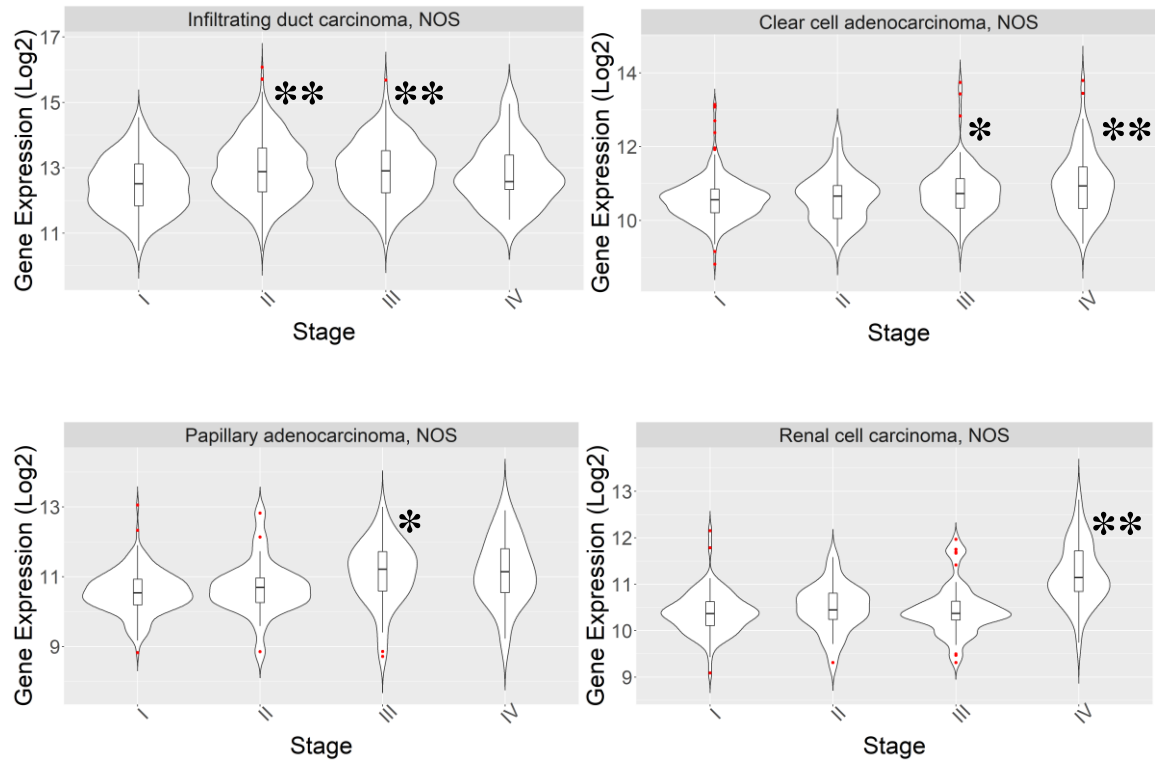 Infiltrating duct carcinoma, NOS
Gene Expression (Log2)
17
15
13
11
I
II
III
IV
**
**
Stage
Clear cell adenocarcinoma, NOS
Gene Expression (Log2)
14
12
10
I
II
III
IV
*
**
Stage
Papillary adenocarcinoma, NOS
Gene Expression (Log2)
13
11
9
I
II
III
IV
*
Stage
Renal cell carcinoma, NOS
Gene Expression (Log2)
13
12
11
10
9
I
II
III
IV
**
Stage